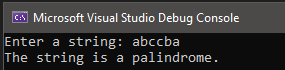 Microsoft Visual Studio Debug Console
Enter a string: abccba
The string is a palindrome.